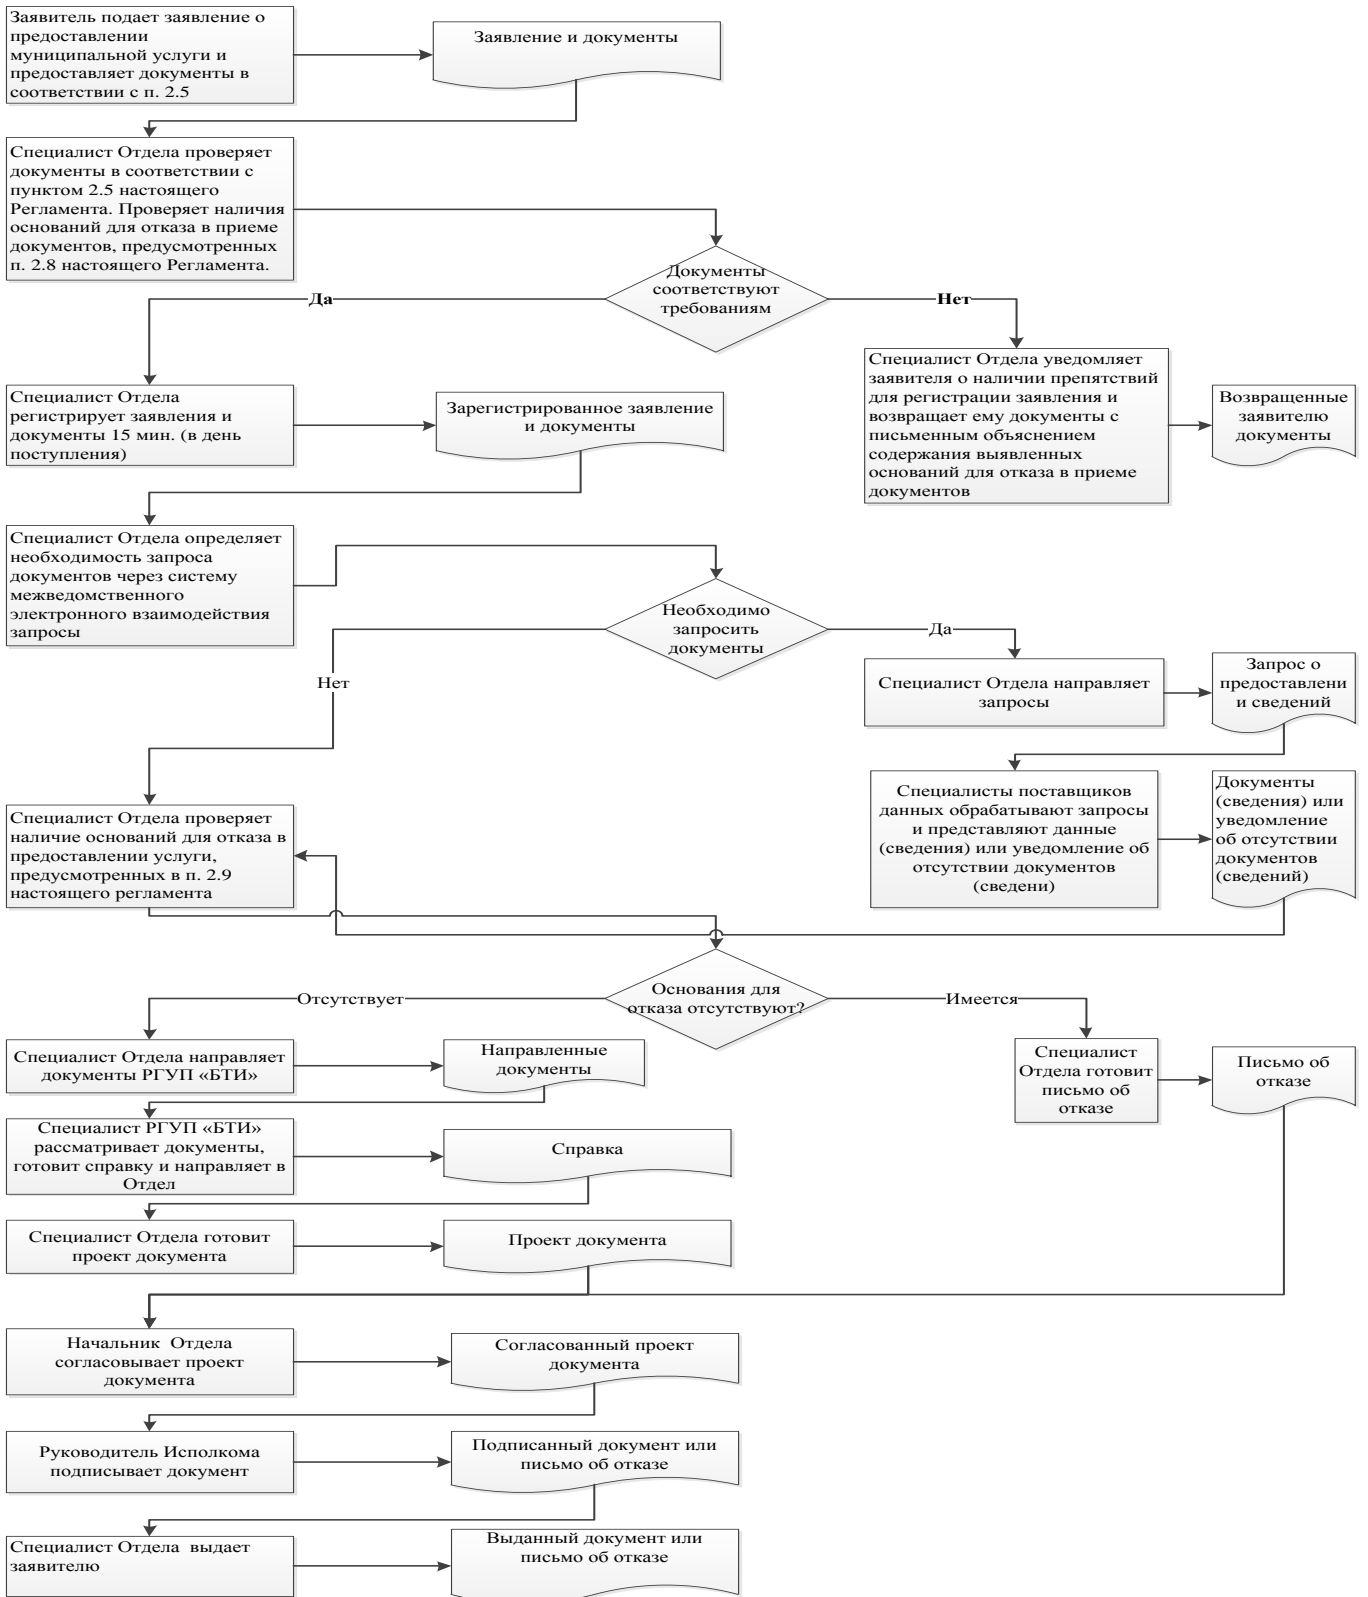 Заявитель подает заявление о
предоставлении
муниципальной услуги и
предоставляет документы в
соответствии с п. 2.5
Заявление и документы
Специалист Отдела проверяет
документы в соответствии с
пунктом 2.5 настоящего
Регламента. Проверяет наличия
оснований для отказа в приеме
документов, предусмотренных
п. 2.8 настоящего Регламента.
Документы
соответствуют
требованиям
Да
Нет
Специалист Отдела
регистрирует заявления и
документы 15 мин. (в день
поступления)
Зарегистрированное заявление
и документы
Специалист Отдела уведомляет
заявителя о наличии препятствий
для регистрации заявления и
возвращает ему документы с
письменным объяснением
содержания выявленных
оснований для отказа в приеме
документов
Возвращенные
заявителю
документы
Специалист Отдела определяет
необходимость запроса
документов через систему
межведомственного
электронного взаимодействия
запросы
Необходимо
запросить
документы
Да
Нет
Специалист Отдела направляет
запросы
Запрос о
предоставлени
и сведений
Специалисты поставщиков
данных обрабатывают запросы
и представляют данные
(сведения) или уведомление об
отсутствии документов
(сведени)
Документы
(сведения) или
уведомление
об отсутствии
документов
(сведений)
Специалист Отдела проверяет
наличие оснований для отказа в
предоставлении услуги,
предусмотренных в п. 2.9
настоящего регламента
Основания для
отказа отсутствуют?
Отсутствует
Имеется
Специалист Отдела направляет
документы РГУП «БТИ»
Направленные
документы
Специалист
Отдела готовит
письмо об
отказе
Письмо об
отказе
Специалист РГУП «БТИ»
рассматривает документы,
готовит справку и направляет в
Отдел
Справка
Специалист Отдела готовит
проект документа
Проект документа
Начальник  Отдела
согласовывает проект
документа
Согласованный проект
документа
Руководитель Исполкома
подписывает документ
Подписанный документ или
письмо об отказе
Специалист Отдела  выдает
заявителю
Выданный документ или
письмо об отказе